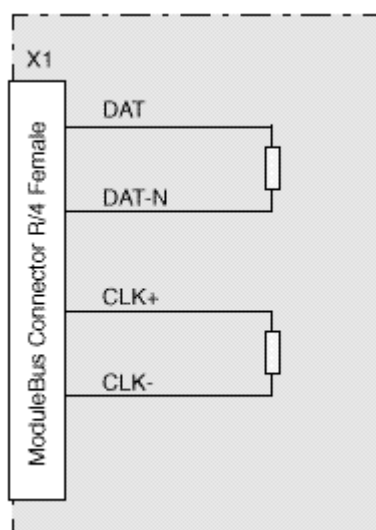 X1
ModuleBus Connector R/4 Female
DAT
DAT-N
CLK+
CLK-